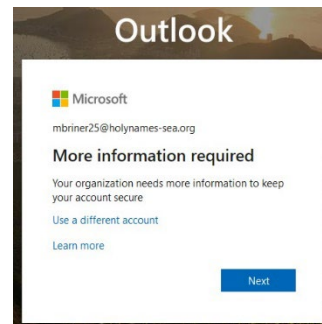 Outlook
Microsoft
mbriner25@holynames-sea.org
More information required
Your organization needs more information to keep
your account secure
Use a different account
Learn more
Next